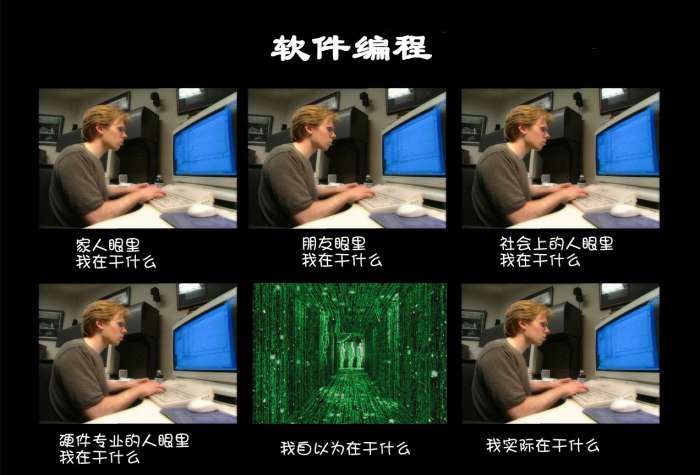 软件编程
家人眼里
我在干什么
朋友眼里
我在干什么
社会上的人眼里
我在干什么
硬件专业的人眼里
我在干什么
我自以为在干什么
我实际在干什么